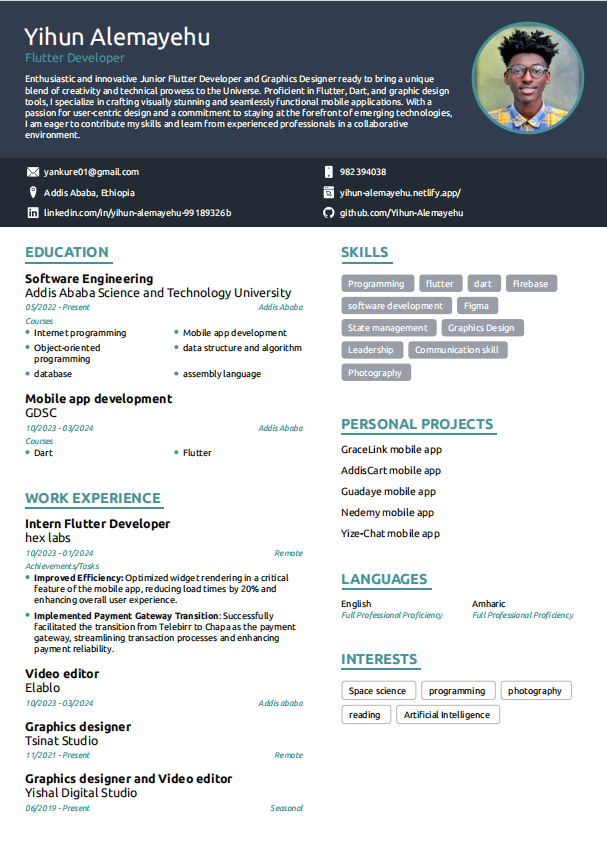 Yihun Alemayehu
Flutter Developer
Enthusiastic and innovative Junior Flutter Developer and Graphics Designer ready to bring a unique
blend of creativity and technical prowess to the Universe. Proficient in Flutter, Dart, and graphic design
tools, I specialize in crafting visually stunning and seamlessly functional mobile applications. With a
passion for user-centric design and a commitment to staying at the forefront of emerging technologies,
I am eager to contribute my skills and learn from experienced professionals in a collaborative
environment.
yankure01@gmail.com
982394038
Addis Ababa, Ethiopia
yihun-alemayehu.netlify.app/
linkedin.com/in/yihun-alemayehu-99189326b
github.com/Yihun-Alemayehu
EDUCATION
Software Engineering
Addis Ababa Science and Technology University
05/2022 - Present
Addis Ababa
Courses
Internet programming
Mobile app development
Object-oriented
programming
data structure and algorithm
database
assembly language
Mobile app development
GDSC
10/2023 - 03/2024
Addis Ababa
Courses
Dart
Flutter
WORK EXPERIENCE
Intern Flutter Developer
hex labs
10/2023 - 01/2024
Remote
Achievements/Tasks
Improved Efficiency: Optimized widget rendering in a critical
feature of the mobile app, reducing load times by 20% and
enhancing overall user experience.
Implemented Payment Gateway Transition: Successfully
facilitated the transition from Telebirr to Chapa as the payment
gateway, streamlining transaction processes and enhancing
payment reliability.
Video editor
Elablo
10/2023 - 03/2024
Addis ababa
Graphics designer
Tsinat Studio
11/2021 - Present
Remote
Graphics designer and Video editor
Yishal Digital Studio
06/2019 - Present
Seasonal
SKILLS
Programming
flutter
dart
Firebase
software development
Figma
State management
Graphics Design
Leadership
Communication skill
Photography
PERSONAL PROJECTS
GraceLink mobile app
AddisCart mobile app
Guadaye mobile app
Nedemy mobile app
Yize-Chat mobile app
LANGUAGES
English
Full Professional Proficiency
Amharic
Full Professional Proficiency
INTERESTS
Space science
programming
photography
reading
Artificial Intelligence